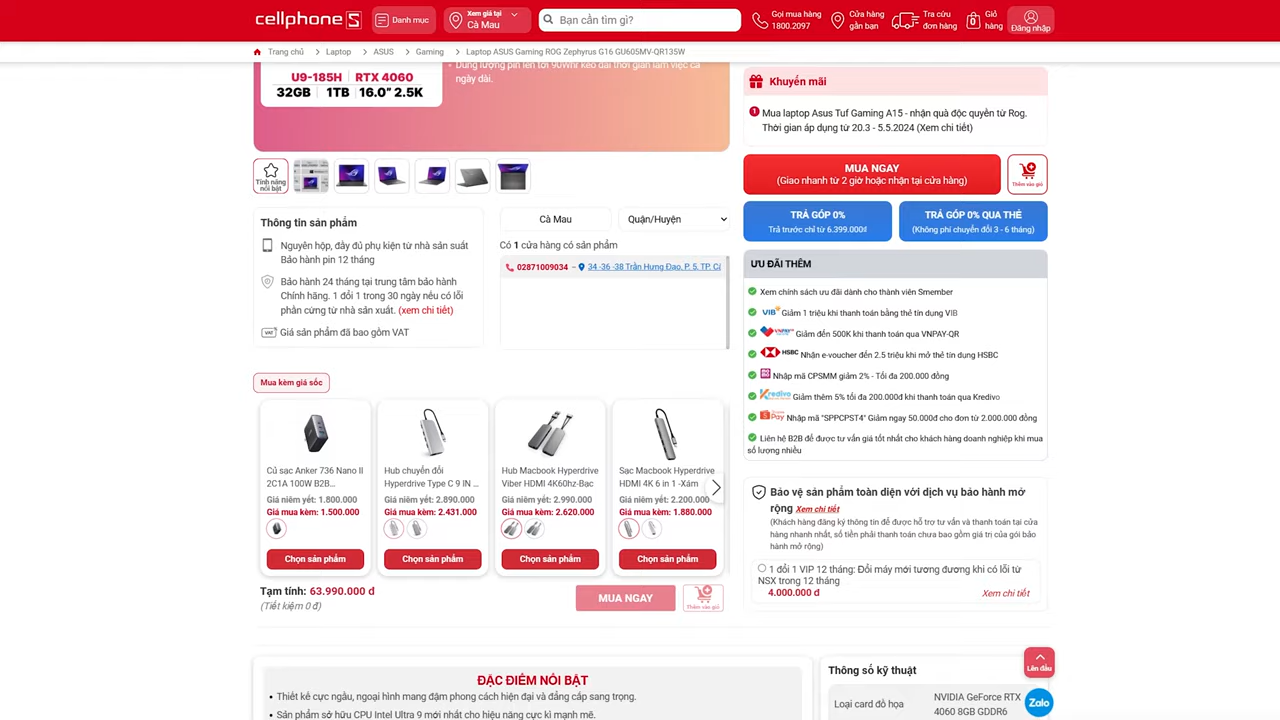 cellphone S
Danh mục
Xem giá tại
Cà Mau
Bạn cần tìm gì?
Gọi mua hàng
1800.2097
Cửa hàng
gần bạn
Tra cứu
đơn hàng
Giỏ
hàng
Đăng nhập
Trang chủ
Laptop
ASUS
Gaming
Laptop ASUS Gaming ROG Zephyrus G16 GU605MV-QR135W
U9-185H | RTX 4060
32GB | 1TB | 16.0" 2.5K
• Dung lượng pin lên tới 90Whr kéo dài thời gian làm việc cả
ngày dài.
Tính năng
nổi bật
Thông tin sản phẩm
Nguyên hộp, đầy đủ phụ kiện từ nhà sản suất
Bảo hành pin 12 tháng
Bảo hành 24 tháng tại trung tâm bảo hành
Chính hãng. 1 đổi 1 trong 30 ngày nếu có lỗi
phần cứng từ nhà sản xuất. (xem chi tiết)
VAT
Giá sản phẩm đã bao gồm VAT
Cà Mau
Quận/Huyện
Có 1 cửa hàng có sản phẩm
02871009034 – 34 -36 -38 Trần Hưng Đạo, P. 5, TP. Cà
Mua kèm giá sốc
Củ sạc Anker 736 Nano II
2C1A 100W B2B...
Giá niêm yết: 1.800.000
Giá mua kèm: 1.500.000
Chọn sản phẩm
Hub chuyển đổi
Hyperdrive Type C 9 IN ...
Giá niêm yết: 2.890.000
Giá mua kèm: 2.431.000
Chọn sản phẩm
Hub Macbook Hyperdrive
Viber HDMI 4K60hz-Bạc
Giá niêm yết: 2.990.000
Giá mua kèm: 2.620.000
Chọn sản phẩm
Sạc Macbook Hyperdrive
HDMI 4K 6 in 1 -Xám
Giá niêm yết: 2.200.000
Giá mua kèm: 1.880.000
Chọn sản phẩm
Tạm tính: 63.990.000 đ
(Tiết kiệm 0 đ)
MUA NGAY
Thêm vào giỏ
Khuyến mãi
1 Mua laptop Asus Tuf Gaming A15 - nhận quà độc quyền từ Rog.
Thời gian áp dụng từ 20.3 - 5.5.2024 (Xem chi tiết)
MUA NGAY
(Giao nhanh từ 2 giờ hoặc nhận tại cửa hàng)
Thêm vào giỏ
TRẢ GÓP 0%
Trả trước chỉ từ 6.399.000₫
TRẢ GÓP 0% QUA THẺ
(Không phí chuyển đổi 3 - 6 tháng)
ƯU ĐÃI THÊM
Xem chính sách ưu đãi dành cho thành viên Smember
VIB Giảm 1 triệu khi thanh toán bằng thẻ tín dụng VIB
VNPAY Giảm đến 500K khi thanh toán qua VNPAY-QR
HSBC Nhận e-voucher đến 2.5 triệu khi mở thẻ tín dụng HSBC
Nhập mã CPSMM giảm 2% - Tối đa 200.000 đồng
Kredivo Giảm thêm 5% tối đa 200.000đ khi thanh toán qua Kredivo
Pay Nhập mã "SPPCPST4" Giảm ngay 50.000đ cho đơn từ 2.000.000 đồng
Liên hệ B2B để được tư vấn giá tốt nhất cho khách hàng doanh nghiệp khi mua
số lượng nhiều
Bảo vệ sản phẩm toàn diện với dịch vụ bảo hành mở
rộng Xem chi tiết
(Khách hàng đăng ký thông tin để được hỗ trợ tư vấn và thanh toán tại cửa
hàng nhanh nhất, số tiền phải thanh toán chưa bao gồm giá trị của gói bảo
hành mở rộng)
1 đổi 1 VIP 12 tháng: Đổi máy mới tương đương khi có lỗi từ
NSX trong 12 tháng
4.000.000 đ
Xem chi tiết
Lên đầu
ĐẶC ĐIỂM NỔI BẬT
• Thiết kế cực ngầu, ngoại hình mang đậm phong cách hiện đại và đẳng cấp sang trọng.
• Sản phẩm sở hữu CPU Intel Ultra 9 mới nhất cho hiệu năng cực kì mạnh mẽ.
Thông số kỹ thuật
Loại card đồ họa
NVIDIA GeForce RTX
4060 8GB GDDR6
Zalo